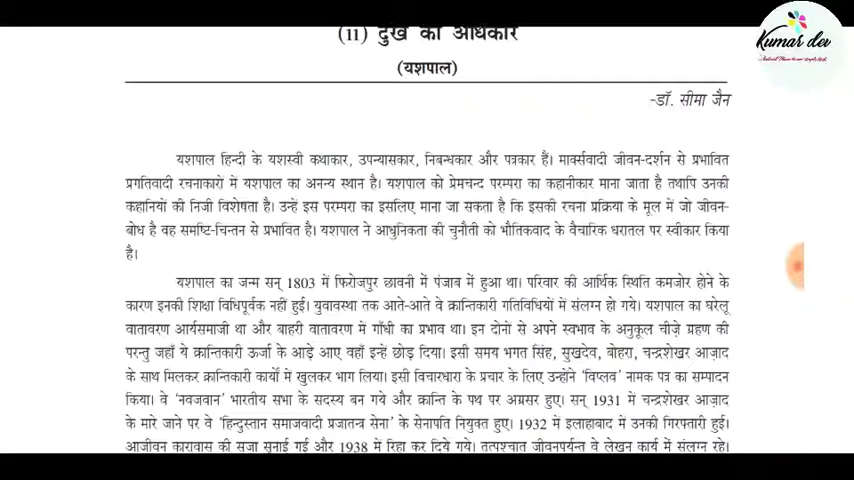 (11) दुख का अधिकार
(यशपाल)
-डॉ. सीमा जैन
यशपाल हिन्दी के यशस्वी कथाकार, उपन्यासकार, निबन्धकार और पत्रकार हैं। मार्क्सवादी जीवन-दर्शन से प्रभावित
प्रगतिवादी रचनाकारों में यशपाल का अनन्य स्थान है। यशपाल को प्रेमचन्द परम्परा का कहानीकार माना जाता है तथापि उनकी
कहानियों की निजी विशेषता है। उन्हें इस परम्परा का इसलिए माना जा सकता है कि इसकी रचना प्रक्रिया के मूल में जो जीवन-
बोध है वह समष्टि-चिन्तन से प्रभावित है। यशपाल ने आधुनिकता की चुनौती को भौतिकवाद के वैचारिक धरातल पर स्वीकार किया
है।
यशपाल का जन्म सन् 1803 में फिरोजपुर छावनी में पंजाब में हुआ था। परिवार की आर्थिक स्थिति कमजोर होने के
कारण इनकी शिक्षा विधिपूर्वक नहीं हुई। युवावस्था तक आते-आते वे क्रान्तिकारी गतिविधियों में संलग्न हो गये। यशपाल का घरेलू
वातावरण आर्यसमाजी था और बाहरी वातावरण में गाँधी का प्रभाव था। इन दोनों से अपने स्वभाव के अनुकूल चीज़े ग्रहण की
परन्तु जहाँ ये क्रान्तिकारी ऊर्जा के आड़े आए वहाँ इन्हें छोड़ दिया। इसी समय भगत सिंह, सुखदेव, बोहरा, चन्द्रशेखर आज़ाद
के साथ मिलकर क्रान्तिकारी कार्यों में खुलकर भाग लिया। इसी विचारधारा के प्रचार के लिए उन्होंने 'विप्लव' नामक पत्र का सम्पादन
किया। वे 'नवजवान' भारतीय सभा के सदस्य बन गये और क्रान्ति के पथ पर अग्रसर हुए। सन् 1931 में चन्द्रशेखर आज़ाद
के मारे जाने पर वे 'हिन्दुस्तान समाजवादी प्रजातन्त्र सेना' के सेनापति नियुक्त हुए। 1932 में इलाहाबाद में उनकी गिरफ्तारी हुई।
आजीवन कारावास की सजा सुनाई गई और 1938 में रिहा कर दिये गये। तत्पश्चात जीवनपर्यन्त वे लेखन कार्य में संलग्न रहे।
Kumar dev